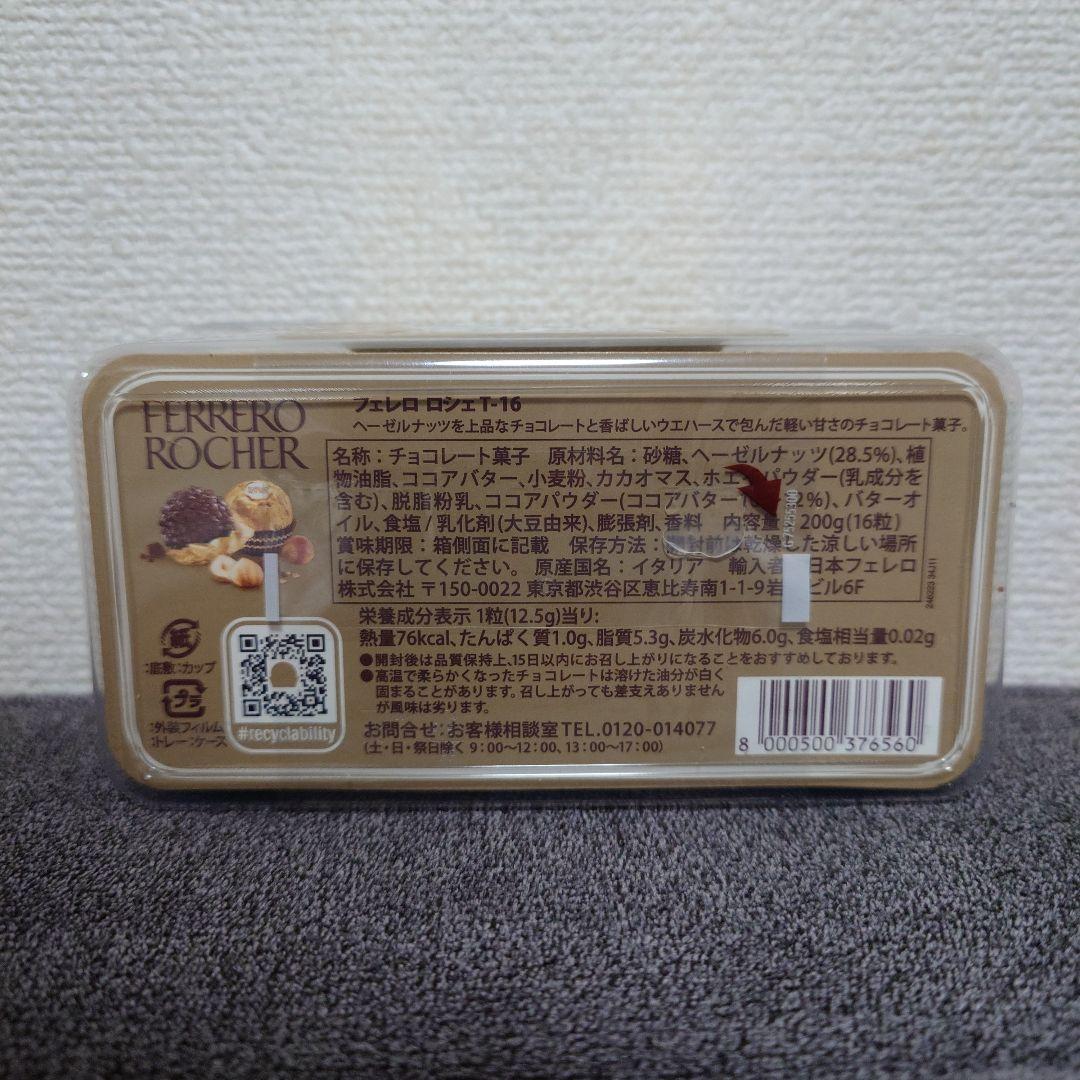 FERRERO
ROCHER
フェレロ ロシェ T-16
ヘーゼルナッツを上品なチョコレートと香ばしいウエハースで包んだ軽い甘さのチョコレート菓子。
名称：チョコレート菓子　原材料名：砂糖、ヘーゼルナッツ(28.5%)、植
物油脂、ココアバター、小麦粉、カカオマス、ホエ　パウダー(乳成分を
含む)、脱脂粉乳、ココアパウダー(ココアバター　2%)、バターオ
イル、食塩 / 乳化剤(大豆由来)、膨張剤、香料　内容量　200g(16粒)
賞味期限：箱側面に記載　保存方法：　封前は乾燥した涼しい場所
に保存してください。 原産国名：イタリア　輸入者　日本フェレロ
株式会社 〒150-0022 東京都渋谷区恵比寿南1-1-9岩　ビル6F
栄養成分表示 1粒(12.5g)当り:
熱量76kcal、たんぱく質1.0g、脂質5.3g、炭水化物6.0g、食塩相当量0.02g
●開封後は品質保持上、15日以内にお召し上がりになることをおすすめしております。
●高温で柔らかくなったチョコレートは溶けた油分が白く
固まることがあります。召し上がっても差支えありません
が風味は劣ります。
お問合せ：お客様相談室 TEL.0120-014077
(土・日・祭日除く 9：00〜12：00、13：00〜17：00)
紙
:底敷:カップ
プラ
:外装フィルム
:トレー:ケース
#recyclability
8 000500 376560